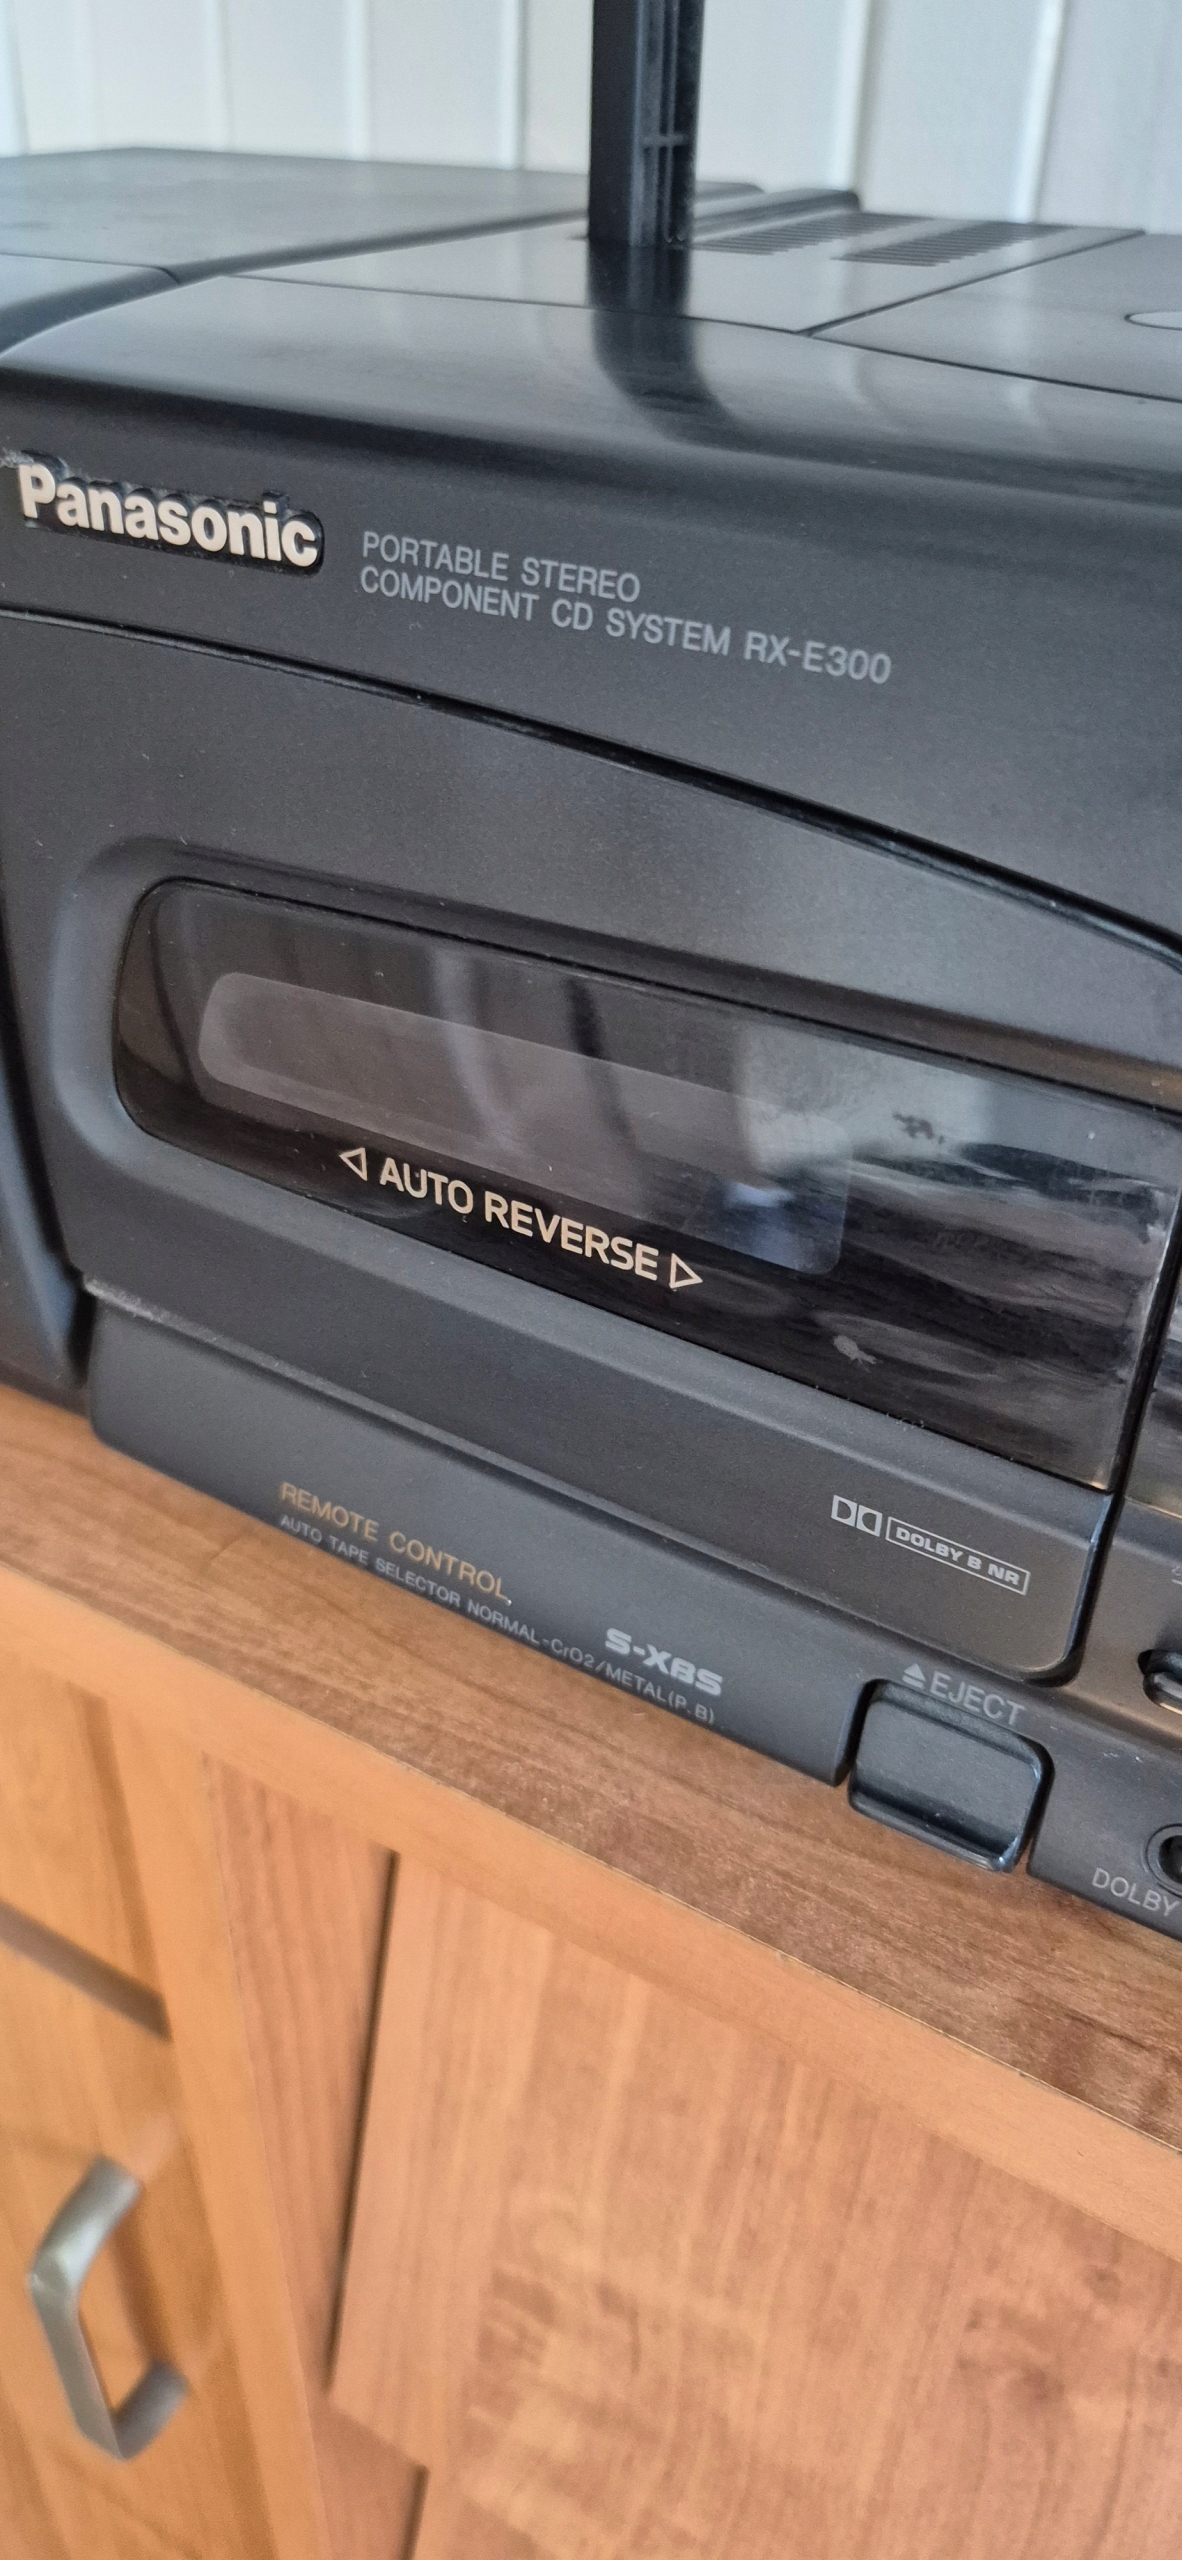 Panasonic
PORTABLE STEREO
COMPONENT CD SYSTEM RX-E300
◁ AUTO REVERSE ▷
DOLBY B NR
REMOTE CONTROL
AUTO TAPE SELECTOR NORMAL-CrO2/METAL(P.B)
S-XBS
▲EJECT
DOLBY